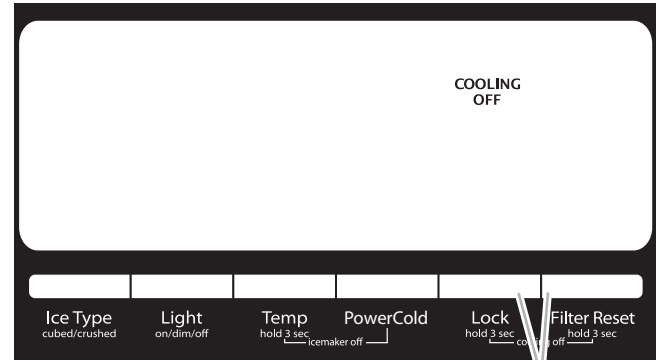 COOLING
OFF
Ice Type
cubed/crushed
Light
on/dim/off
Temp
hold 3 sec
PowerCold
icemaker off
Lock
hold 3 sec
Filter Reset
hold 3 sec
off